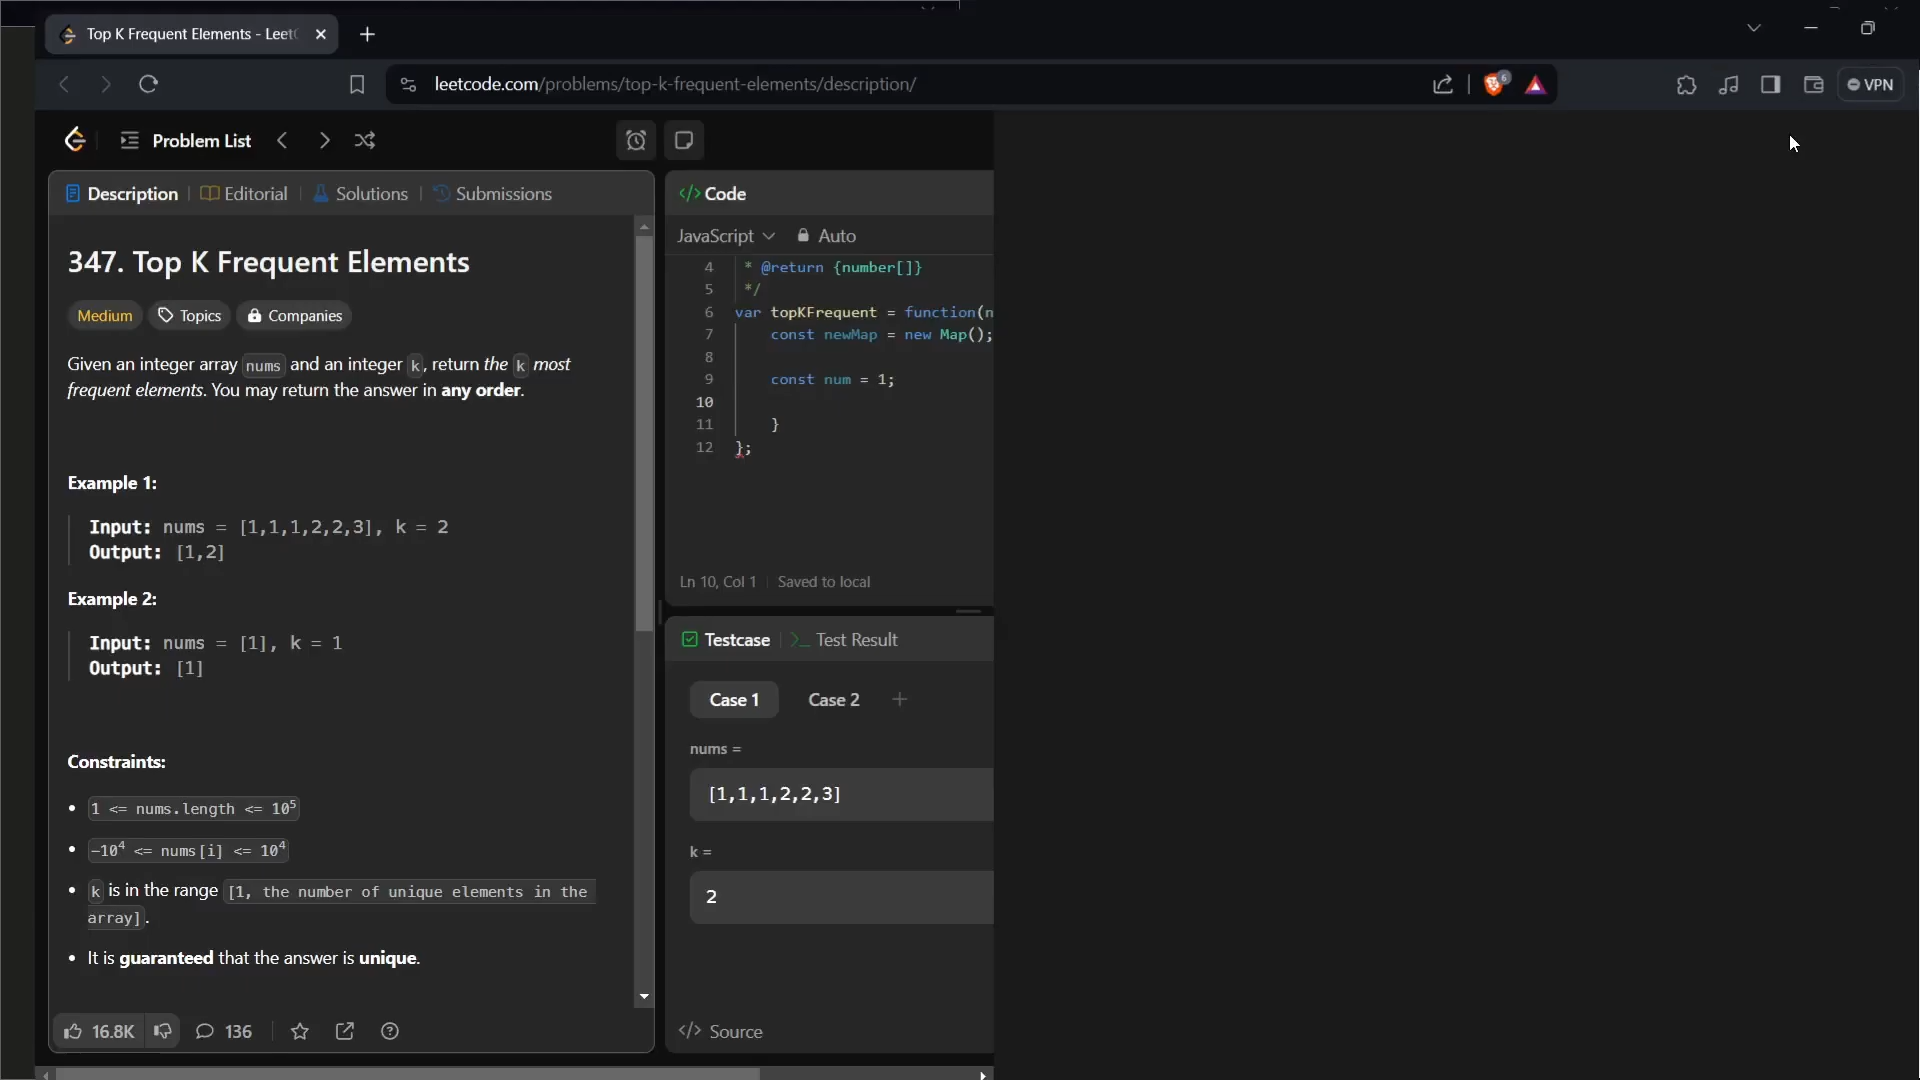 Top K Frequent Elements - Leet
leetcode.com/problems/top-k-frequent-elements/description/
6
VPN
Problem List
Description
Editorial
Solutions
Submissions
347. Top K Frequent Elements
Medium
Topics
Companies
Given an integer array nums and an integer k, return the k most
frequent elements. You may return the answer in any order.
Example 1:
Input: nums = [1,1,1,2,2,3], k = 2
Output: [1,2]
Example 2:
Input: nums = [1], k = 1
Output: [1]
Constraints:
• 1 <= nums.length <= 10⁵
• -10⁴ <= nums[i] <= 10⁴
• k is in the range [1, the number of unique elements in the
array].
• It is guaranteed that the answer is unique.
16.8K
136
</> Code
JavaScript
Auto
4 * @return {number[]}
5 */
6 var topKFrequent = function(n
7 const newMap = new Map();
8
9 const num = 1;
10
11 }
12 };
Ln 10, Col 1
Saved to local
Testcase
>_ Test Result
Case 1
Case 2
+
nums =
[1,1,1,2,2,3]
k =
2
</> Source